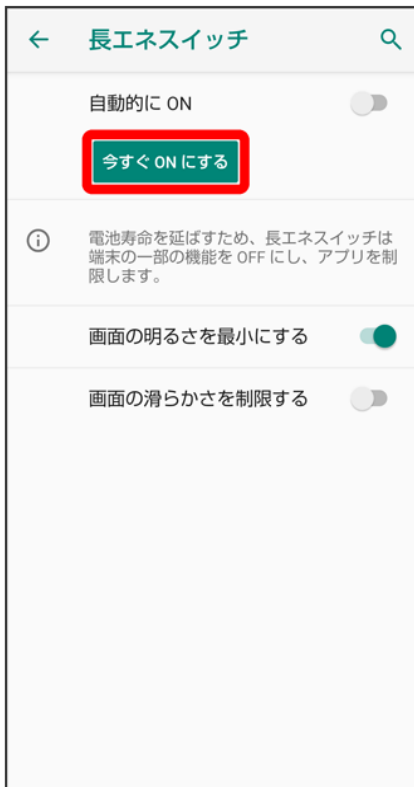 長エネスイッチ
自動的に ON
今すぐ ON にする
電池寿命を延ばすため、長エネスイッチは
端末の一部の機能を OFF にし、アプリを制
限します。
画面の明るさを最小にする
画面の滑らかさを制限する